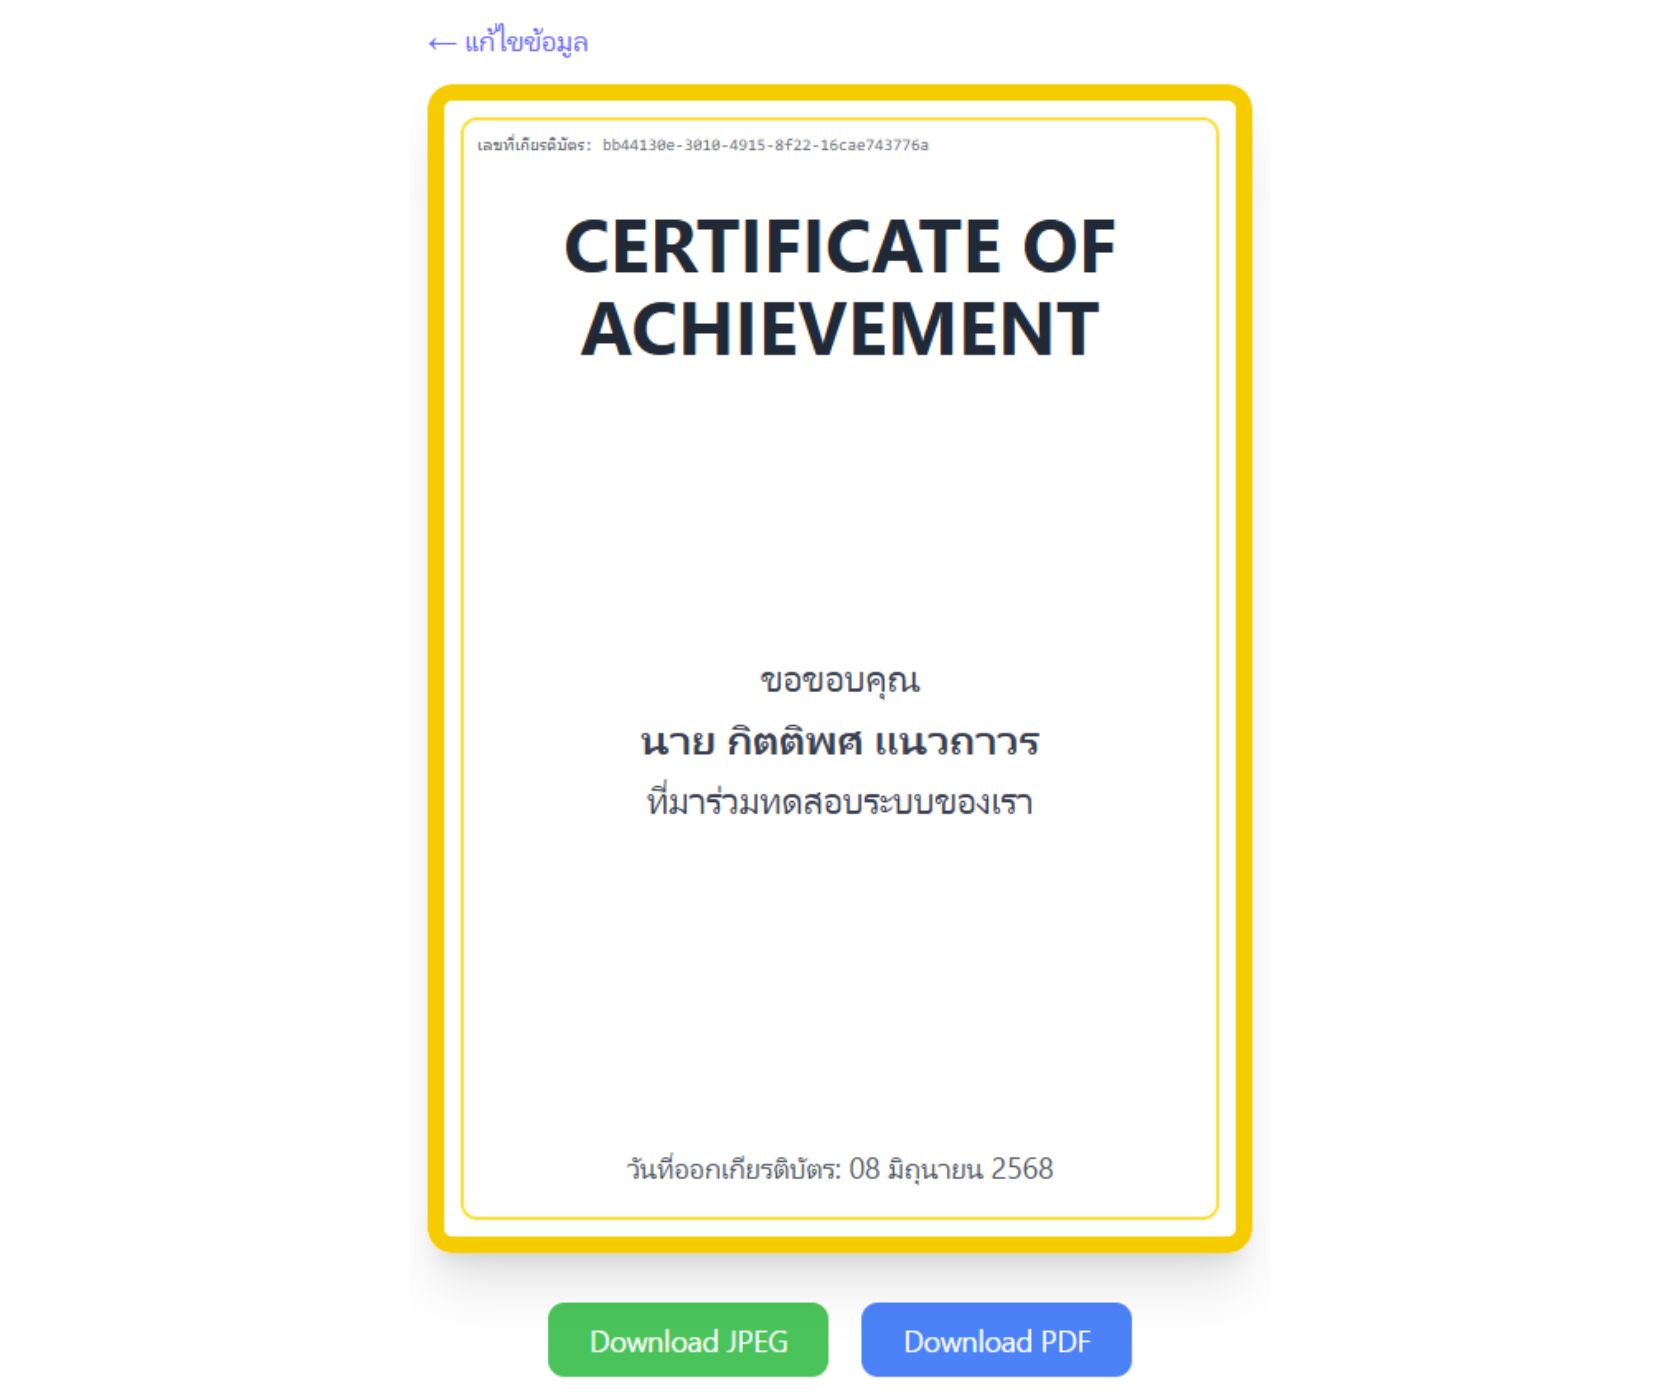 ← แก้ไขข้อมูล
เลขที่เกียรติบัตร: bb44130e-3010-4915-8f22-16cae743776a
CERTIFICATE OF
ACHIEVEMENT
ขอขอบคุณ
นาย กิตติพศ แนวถาวร
ที่มาร่วมทดสอบระบบของเรา
วันที่ออกเกียรติบัตร: 08 มิถุนายน 2568
Download JPEG
Download PDF